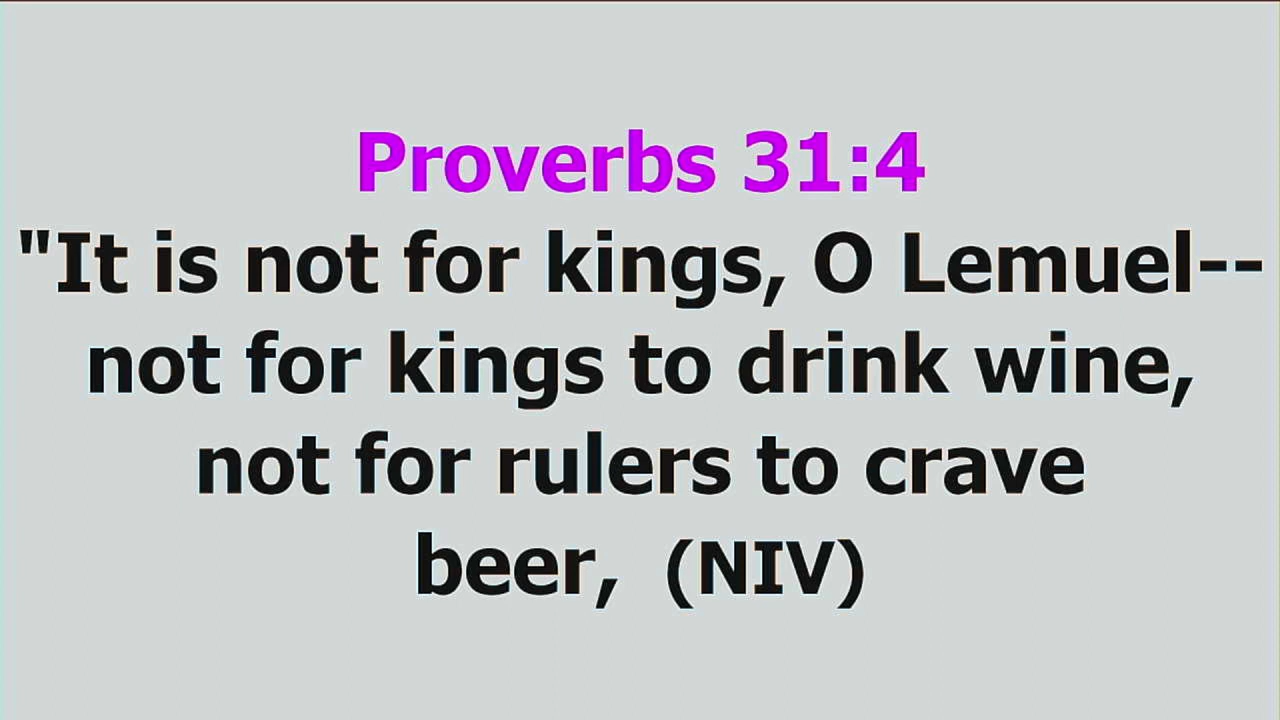 Proverbs 31:4
"It is not for kings, O Lemuel--
not for kings to drink wine,
not for rulers to crave
beer, (NIV)